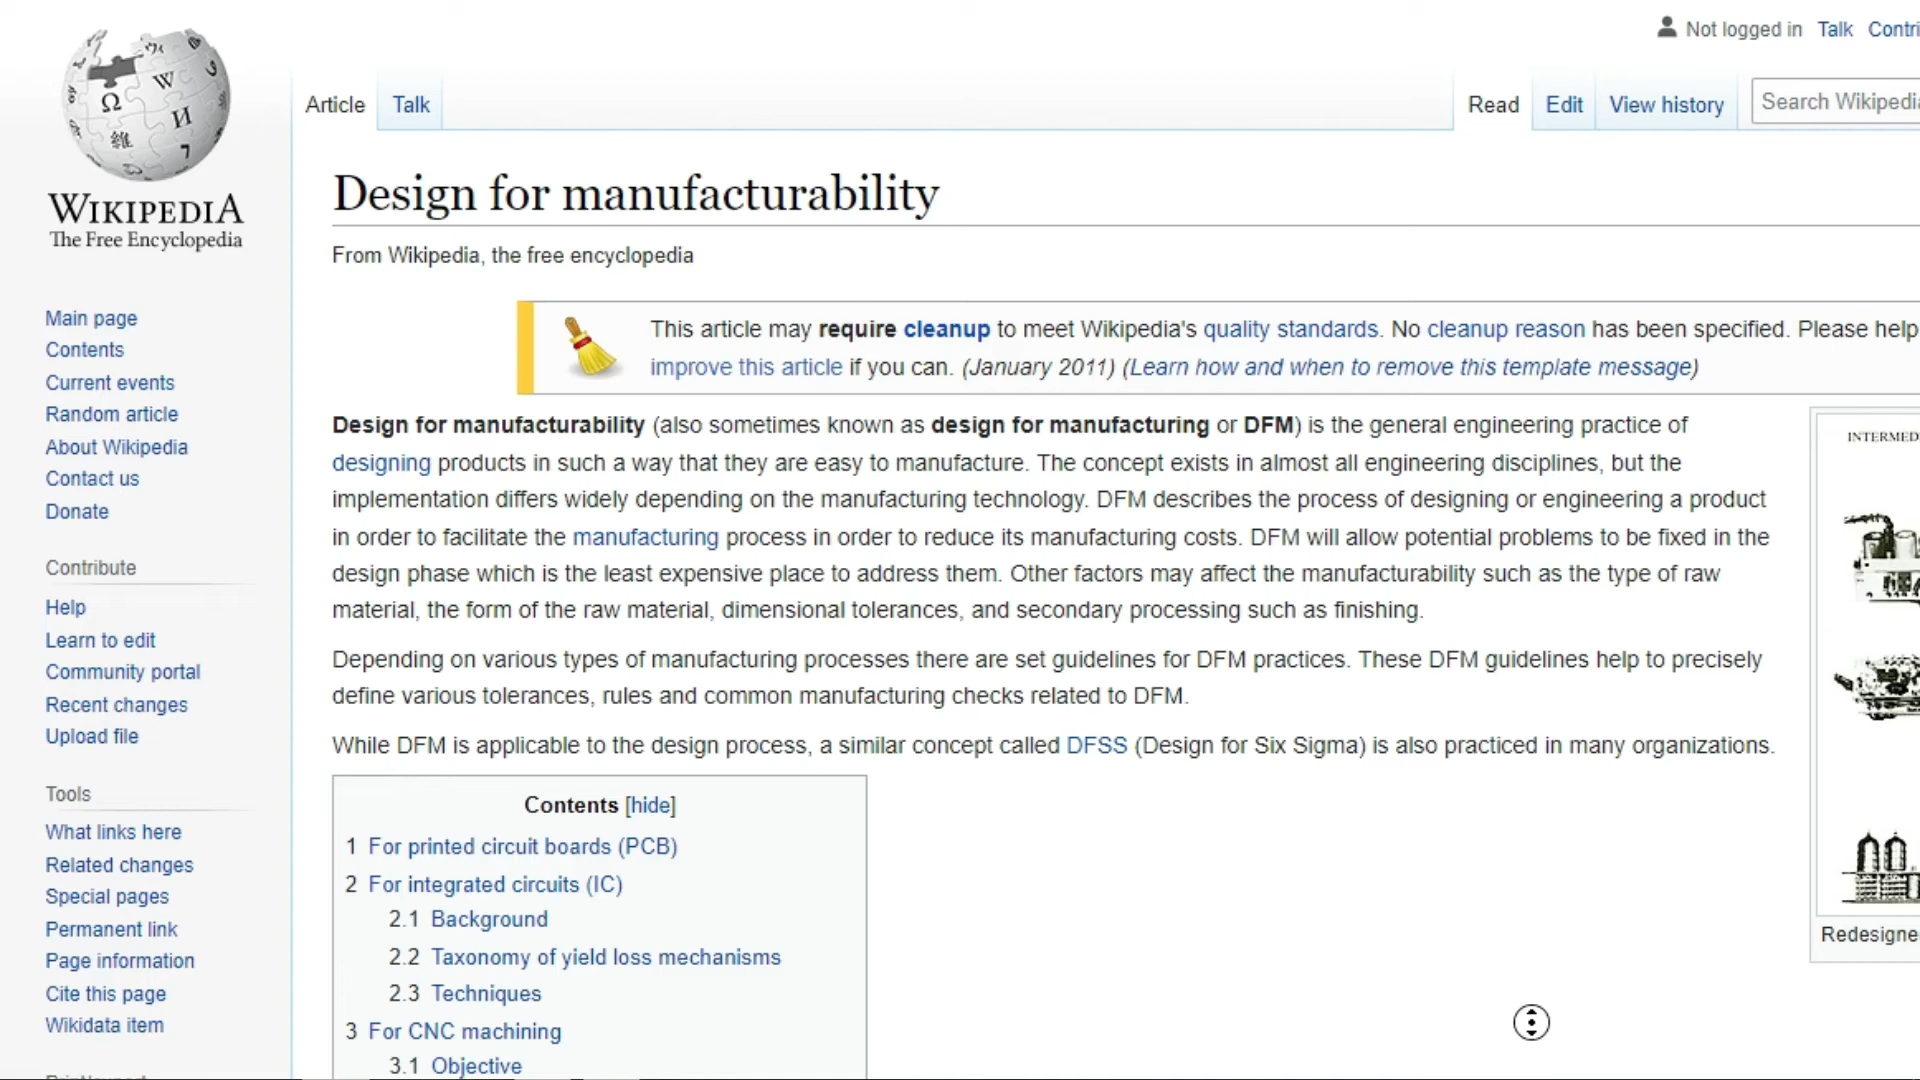 Not logged in Talk
Article Talk Read Edit View history Search
WIKIPEDIA
The Free Encyclopedia
Design for manufacturability
From Wikipedia, the free encyclopedia
Main page
Contents
Current events
Random article
About Wikipedia
Contact us
Donate
Contribute
Help
Learn to edit
Community portal
Recent changes
Upload file
Tools
What links here
Related changes
Special pages
Permanent link
Page information
Cite this page
Wikidata item
This article may require cleanup to meet Wikipedia's quality standards. No cleanup reason has been specified. Please help
improve this article if you can. (January 2011) (Learn how and when to remove this template message)
Design for manufacturability (also sometimes known as design for manufacturing or DFM) is the general engineering practice of
designing products in such a way that they are easy to manufacture. The concept exists in almost all engineering disciplines, but the
implementation differs widely depending on the manufacturing technology. DFM describes the process of designing or engineering a product
in order to facilitate the manufacturing process in order to reduce its manufacturing costs. DFM will allow potential problems to be fixed in the
design phase which is the least expensive place to address them. Other factors may affect the manufacturability such as the type of raw
material, the form of the raw material, dimensional tolerances, and secondary processing such as finishing.
Depending on various types of manufacturing processes there are set guidelines for DFM practices. These DFM guidelines help to precisely
define various tolerances, rules and common manufacturing checks related to DFM.
While DFM is applicable to the design process, a similar concept called DFSS (Design for Six Sigma) is also practiced in many organizations.
Contents [hide]
1 For printed circuit boards (PCB)
2 For integrated circuits (IC)
2.1 Background
2.2 Taxonomy of yield loss mechanisms
2.3 Techniques
3 For CNC machining
3.1 Objective